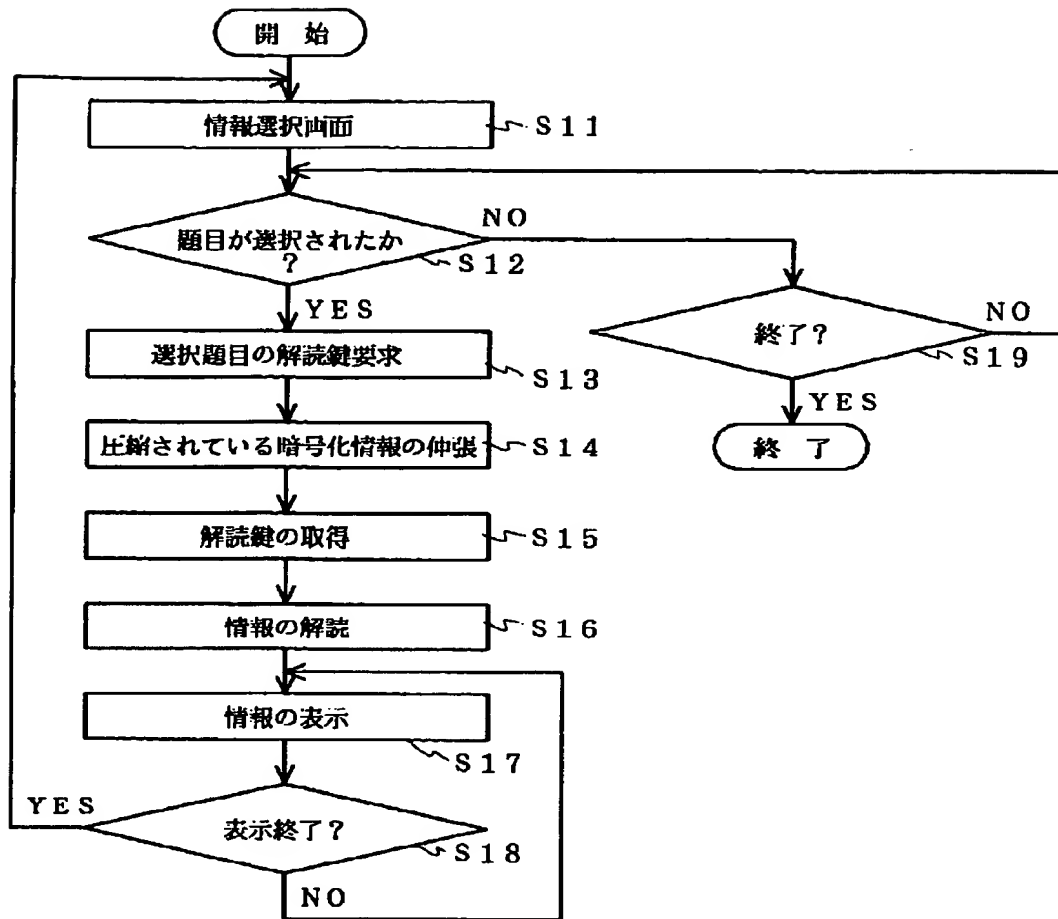 開 始
情報選択画面
S11
題目が選択されたか
?
S12
NO
YES
選択題目の解読鍵要求
S13
終了?
S19
NO
YES
終 了
圧縮されている暗号化情報の伸張
S14
解読鍵の取得
S15
情報の解読
S16
情報の表示
S17
表示終了?
S18
YES
NO